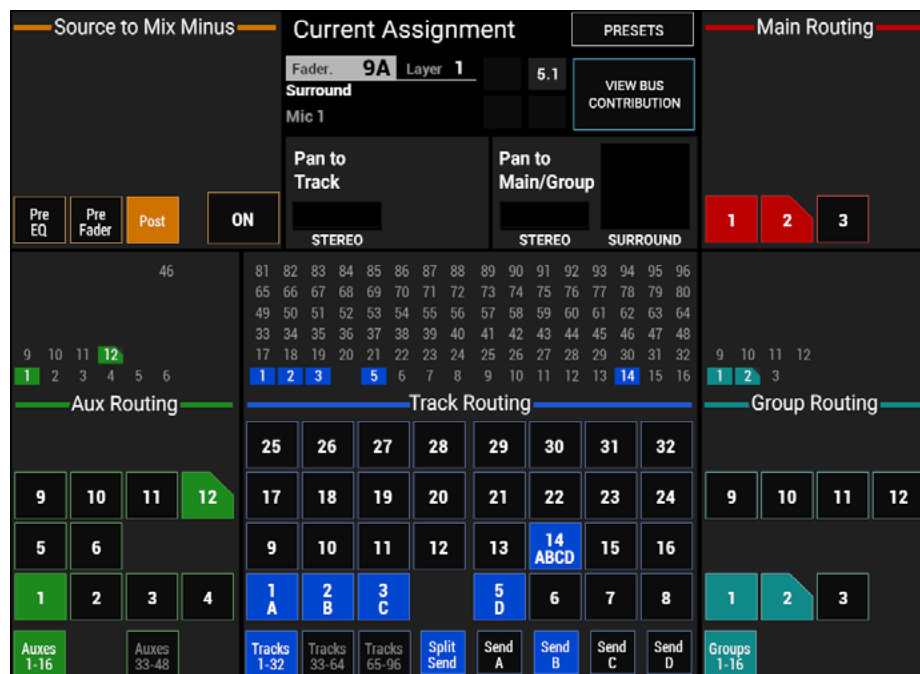 Source to Mix Minus
Current Assignment
PRESETS
Main Routing
Fader. 9A Layer 1
5.1
VIEW BUS
CONTRIBUTION
Surround
Mic 1
Pan to
Track
Pan to
Main/Group
Pre
EQ
Pre
Fader
Post
ON
STEREO
STEREO
SURROUND
1 2 3
46
81 82 83 84 85 86 87 88 89 90 91 92 93 94 95 96
65 66 67 68 69 70 71 72 73 74 75 76 77 78 79 80
49 50 51 52 53 54 55 56 57 58 59 60 61 62 63 64
33 34 35 36 37 38 39 40 41 42 43 44 45 46 47 48
9 10 11 12
17 18 19 20 21 22 23 24 25 26 27 28 29 30 31 32
9 10 11 12
1 2 3 4 5 6
1 2 3 5 6 7 8 9 10 11 12 13 14 15 16
1 2 3
Aux Routing
Track Routing
Group Routing
25 26 27 28 29 30 31 32
9 10 11 12
17 18 19 20 21 22 23 24
9 10 11 12
5 6
9 10 11 12 13 14 15 16
ABCD
1 2 3 4
1 2 3 5 6 7 8
A B C D
1 2 3
Auxes
1-16
Auxes
33-48
Tracks
1-32
Tracks
33-64
Tracks
65-96
Split
Send
Send
A
Send
B
Send
C
Send
D
Groups
1-16